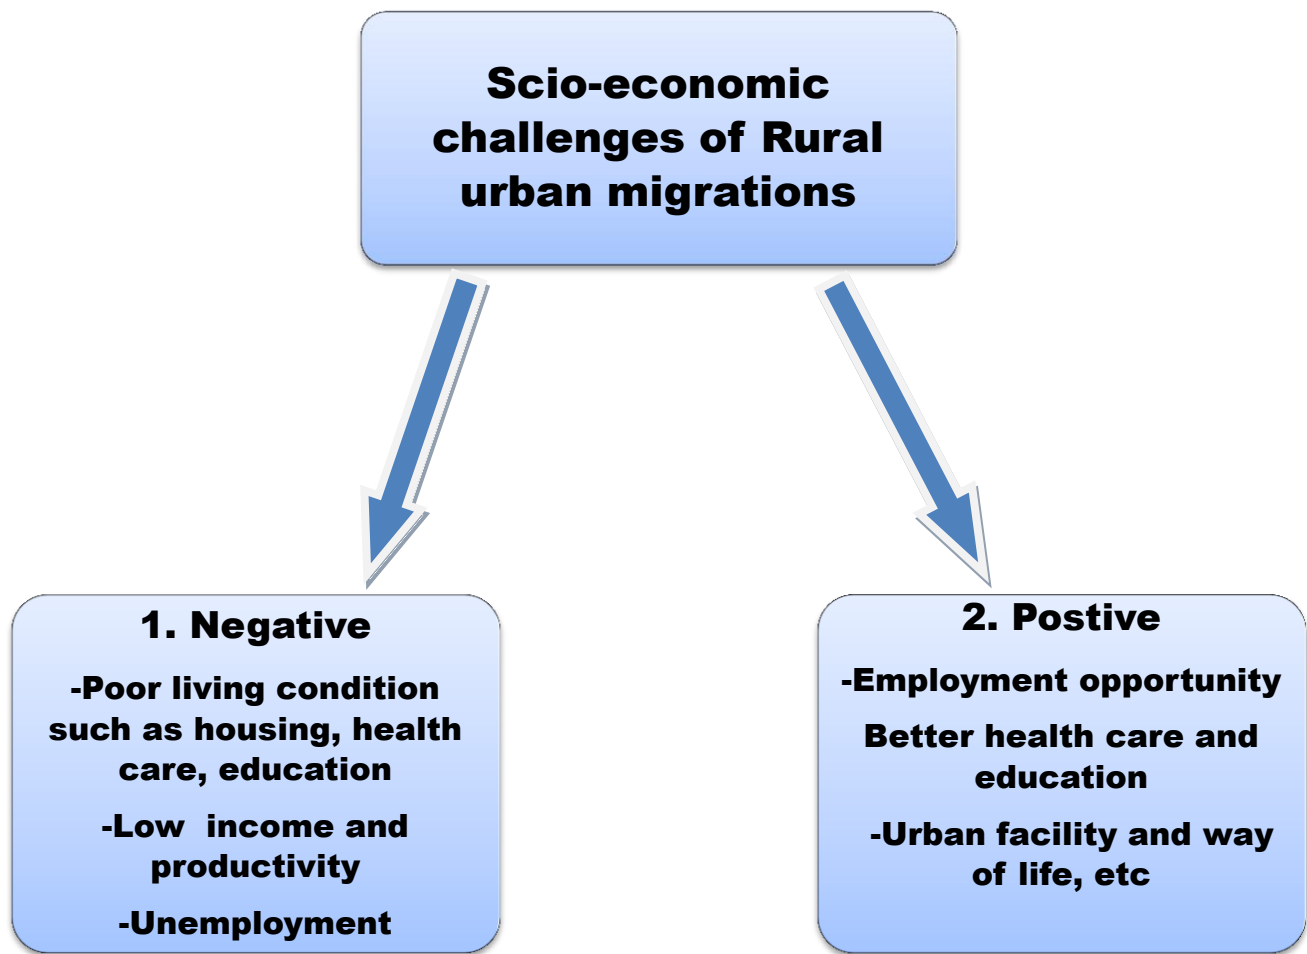 Scio-economic
challenges of Rural
urban migrations
1. Negative
-Poor living condition
such as housing, health
care, education
-Low  income and
productivity
-Unemployment
2. Postive
-Employment opportunity
Better health care and
education
-Urban facility and way
of life, etc